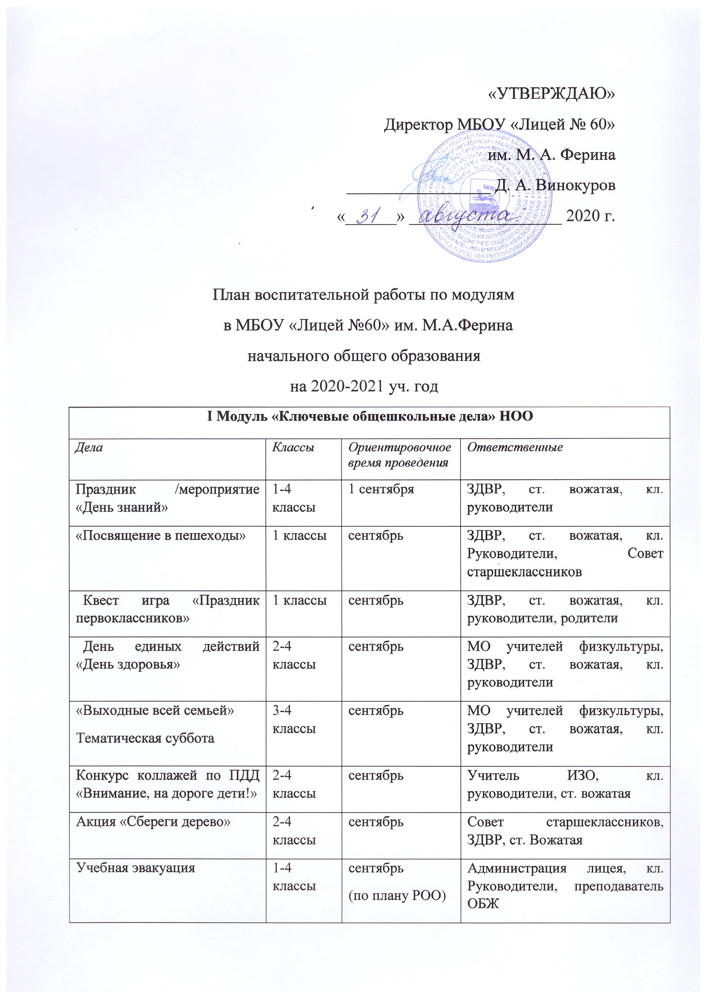 «УТВЕРЖДАЮ»
Директор МБОУ «Лицей № 60»
им. М. А. Ферина
Д. А. Винокуров
«31» августа 2020 г.
План воспитательной работы по модулям
в МБОУ «Лицей №60» им. М.А.Ферина
начального общего образования
на 2020-2021 уч. год
I Модуль «Ключевые общешкольные дела» НОО
Дела
Классы
Ориентировочное
время проведения
Ответственные
Праздник /мероприятие
«День знаний»
1-4
классы
1 сентября
ЗДВР, ст. вожатая, кл.
руководители
«Посвящение в пешеходы»
1 классы
сентябрь
ЗДВР, ст. вожатая, кл.
Руководители, Совет
старшеклассников
Квест игра «Праздник
первоклассников»
1 классы
сентябрь
ЗДВР, ст. вожатая, кл.
руководители, родители
День единых действий
«День здоровья»
2-4
классы
сентябрь
МО учителей физкультуры,
ЗДВР, ст. вожатая, кл.
руководители
«Выходные всей семьей»
Тематическая суббота
3-4
классы
сентябрь
МО учителей физкультуры,
ЗДВР, ст. вожатая, кл.
руководители
Конкурс коллажей по ПДД
«Внимание, на дороге дети!»
2-4
классы
сентябрь
Учитель ИЗО, кл.
руководители, ст. вожатая
Акция «Сбереги дерево»
2-4
классы
сентябрь
Совет старшеклассников,
ЗДВР, ст. Вожатая
Учебная эвакуация
1-4
классы
сентябрь
(по плану РОО)
Администрация лицея, кл.
Руководители, преподаватель
ОБЖ